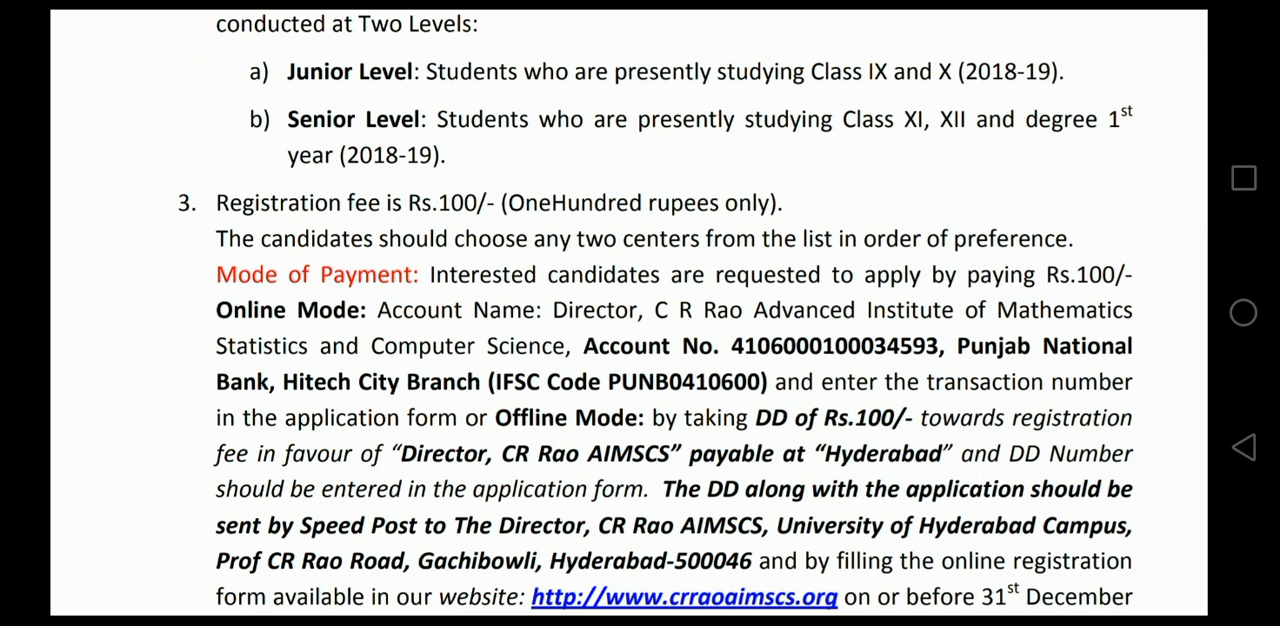 conducted at Two Levels:
a) Junior Level: Students who are presently studying Class IX and X (2018-19).
b) Senior Level: Students who are presently studying Class XI, XII and degree 1st
year (2018-19).
3. Registration fee is Rs.100/- (OneHundred rupees only).
The candidates should choose any two centers from the list in order of preference.
Mode of Payment: Interested candidates are requested to apply by paying Rs.100/-
Online Mode: Account Name: Director, C R Rao Advanced Institute of Mathematics
Statistics and Computer Science, Account No. 4106000100034593, Punjab National
Bank, Hitech City Branch (IFSC Code PUNB0410600) and enter the transaction number
in the application form or Offline Mode: by taking DD of Rs.100/- towards registration
fee in favour of “Director, CR Rao AIMSCS” payable at “Hyderabad” and DD Number
should be entered in the application form. The DD along with the application should be
sent by Speed Post to The Director, CR Rao AIMSCS, University of Hyderabad Campus,
Prof CR Rao Road, Gachibowli, Hyderabad-500046 and by filling the online registration
form available in our website: http://www.crraoaimscs.org on or before 31st December